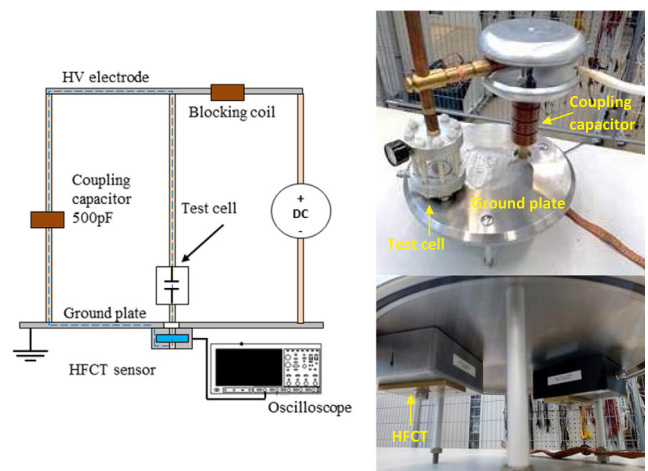 HV electrode
Blocking coil
Coupling
capacitor
500pF
Test cell
+
DC
-
Ground plate
HFCT sensor
Oscilloscope
Coupling
capacitor
Ground plate
Test cell
HFCT